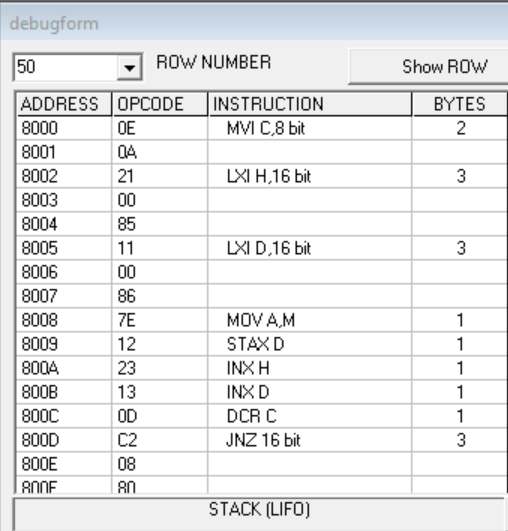 debugform
50 ROW NUMBER Show ROW
ADDRESS OPCODE INSTRUCTION BYTES
8000 0E MVI C,8 bit 2
8001 0A
8002 21 LXI H,16 bit 3
8003 00
8004 85
8005 11 LXI D,16 bit 3
8006 00
8007 86
8008 7E MOV A,M 1
8009 12 STAX D 1
800A 23 INX H 1
800B 13 INX D 1
800C 0D DCR C 1
800D C2 JNZ 16 bit 3
800E 08
800F 80
STACK (LIFO)